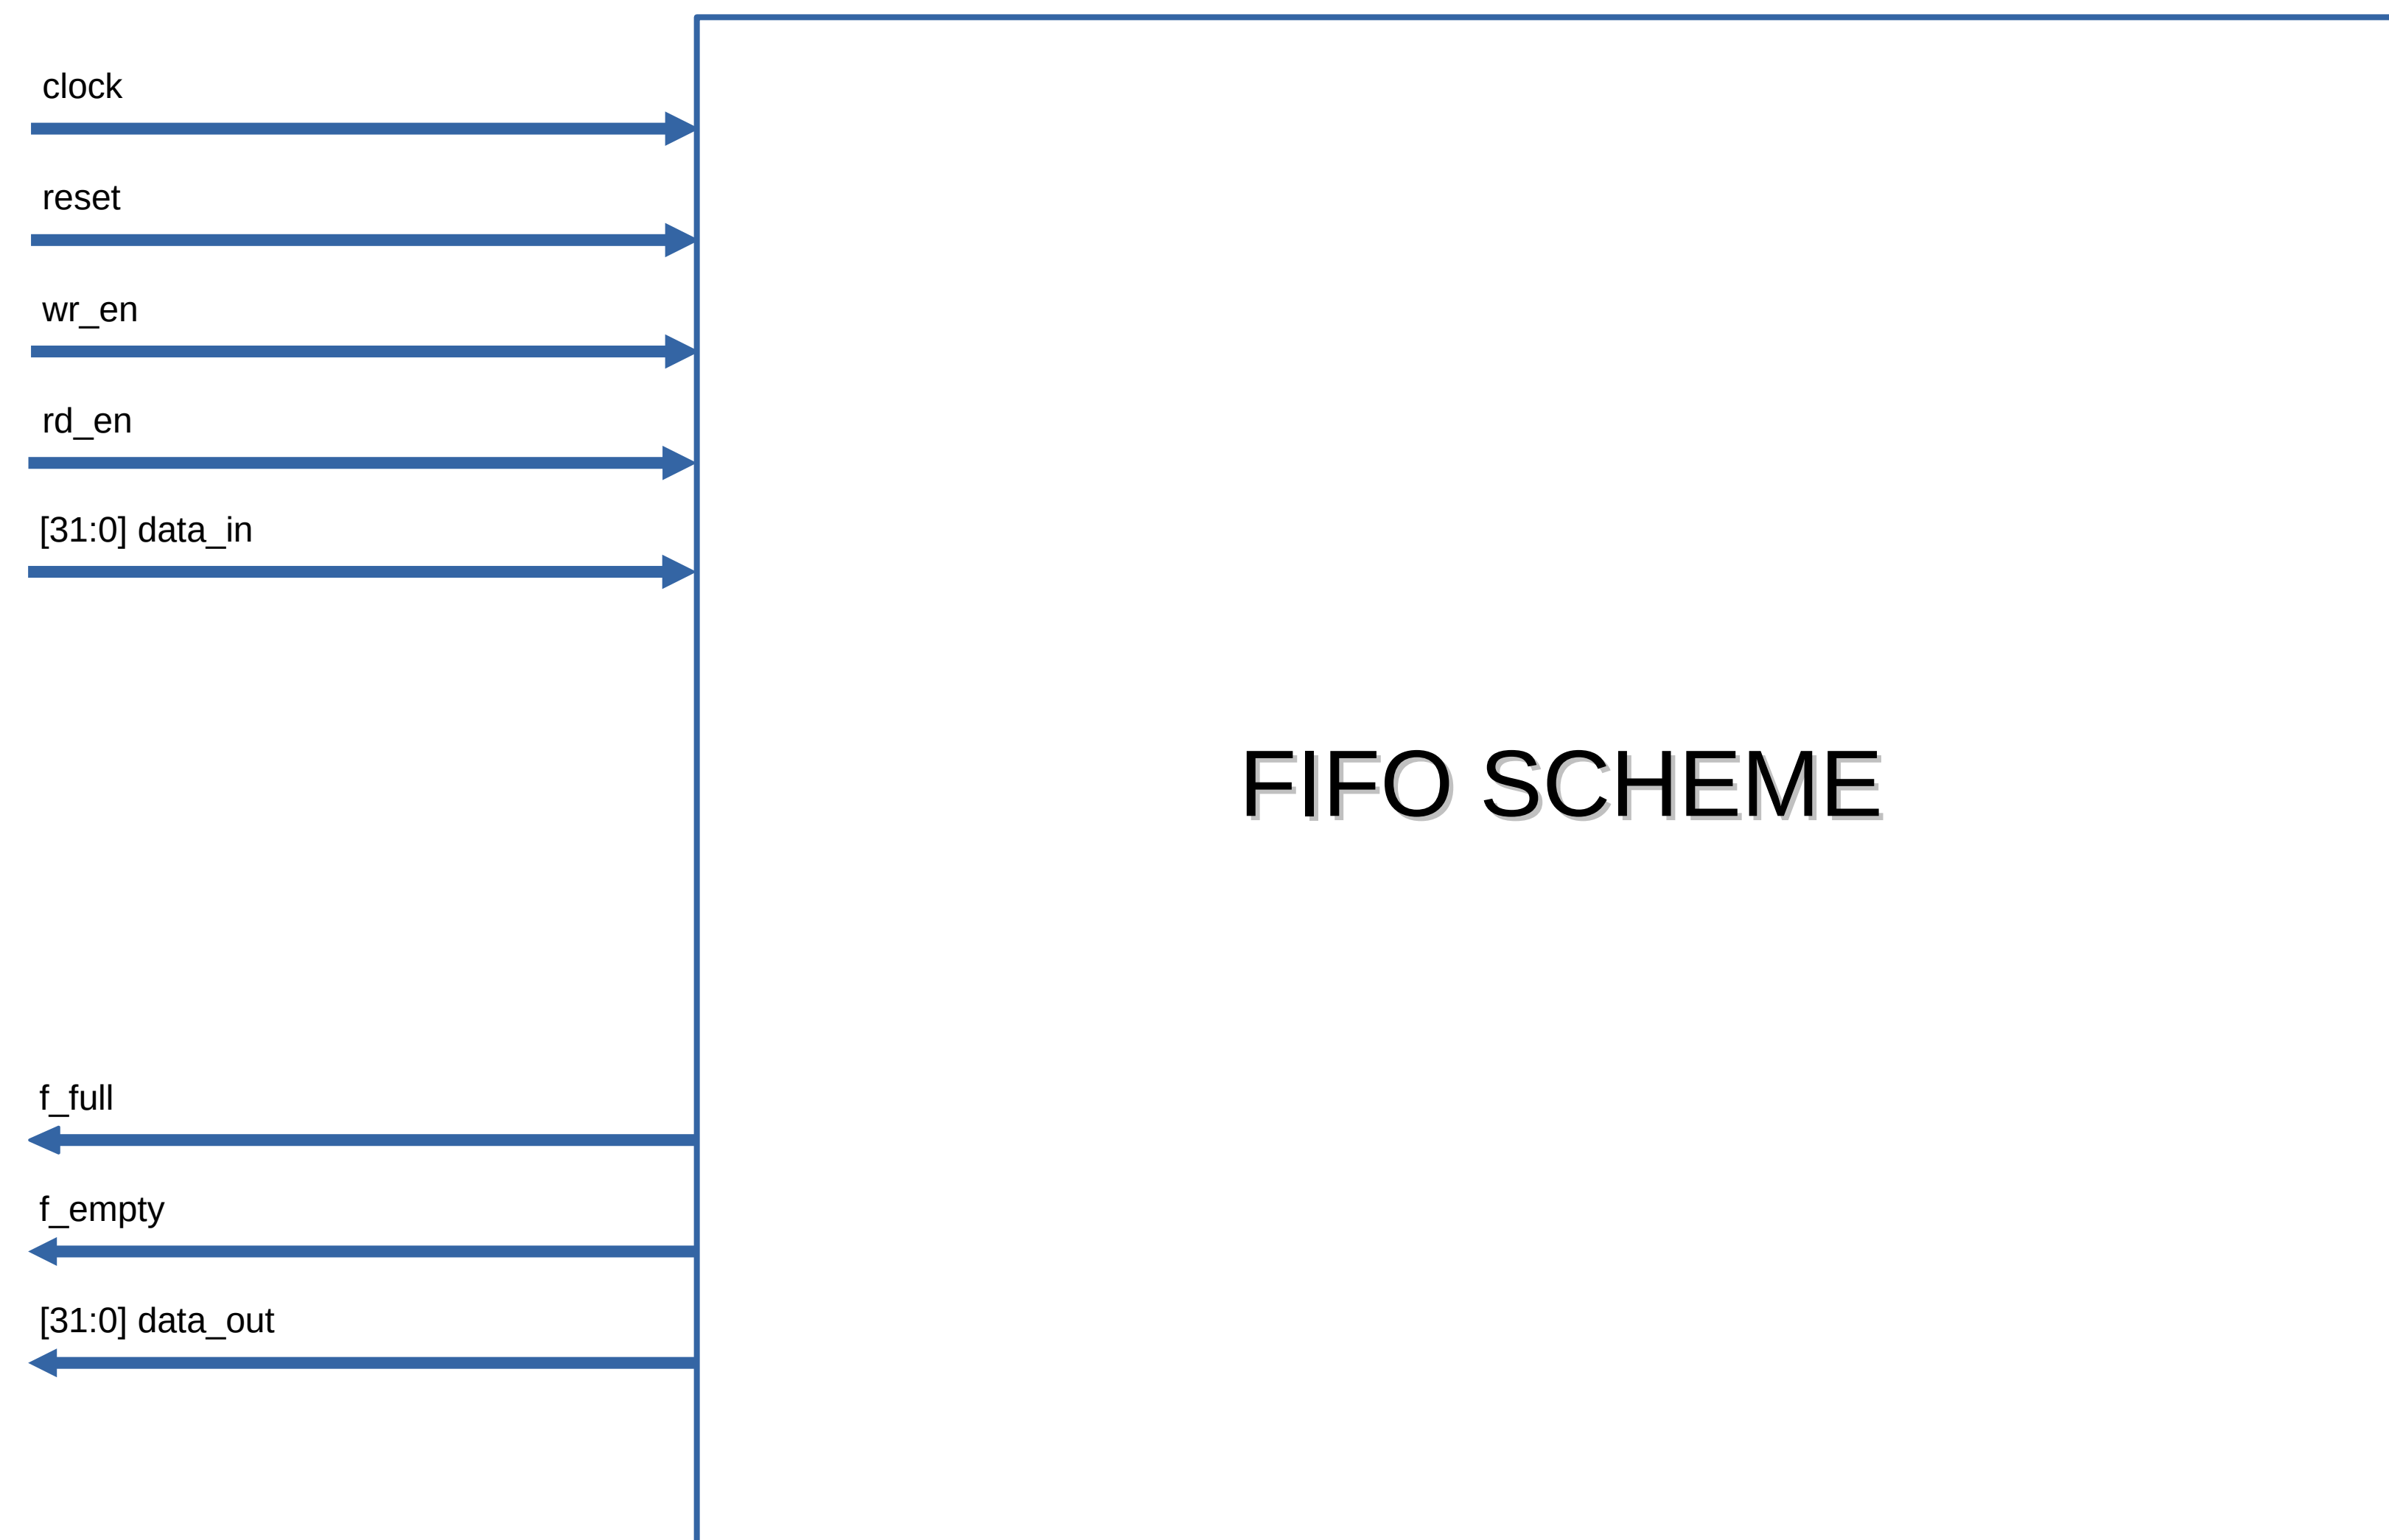 clock
reset
wr_en
rd_en
[31:0] data_in
FIFO SCHEME
f_full
f_empty
[31:0] data_out